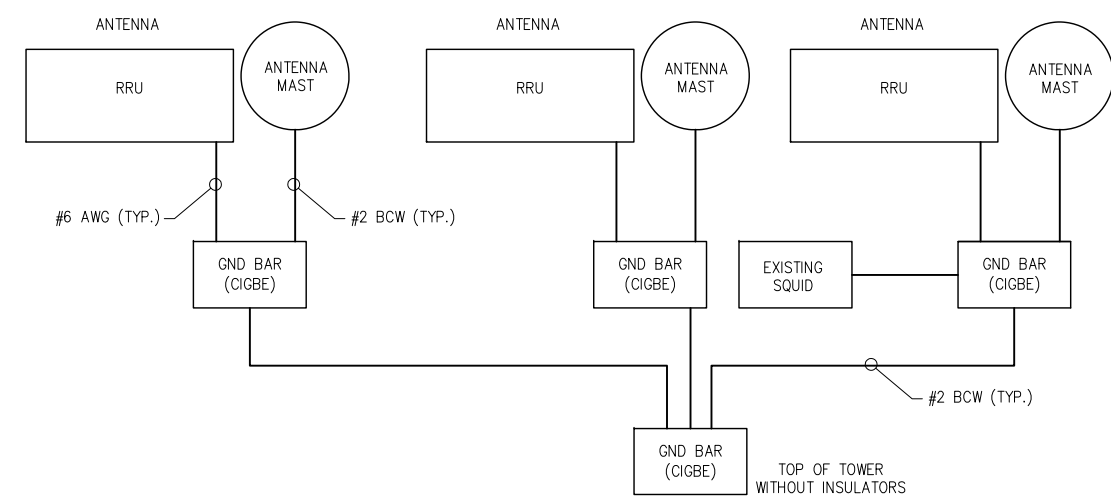 ANTENNA
ANTENNA
ANTENNA
RRU
ANTENNA
MAST
RRU
ANTENNA
MAST
RRU
ANTENNA
MAST
#6 AWG (TYP.)
#2 BCW (TYP.)
GND BAR
(CIGBE)
GND BAR
(CIGBE)
EXISTING
SQUID
GND BAR
(CIGBE)
#2 BCW (TYP.)
GND BAR
(CIGBE)
TOP OF TOWER
WITHOUT INSULATORS